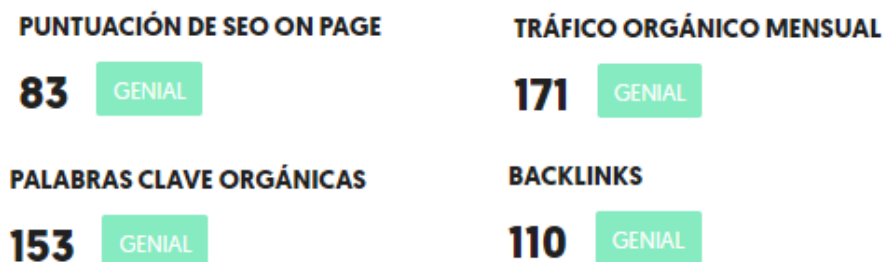 PUNTUACIÓN DE SEO ON PAGE
83 GENIAL
TRÁFICO ORGÁNICO MENSUAL
171 GENIAL
PALABRAS CLAVE ORGÁNICAS
153 GENIAL
BACKLINKS
110 GENIAL